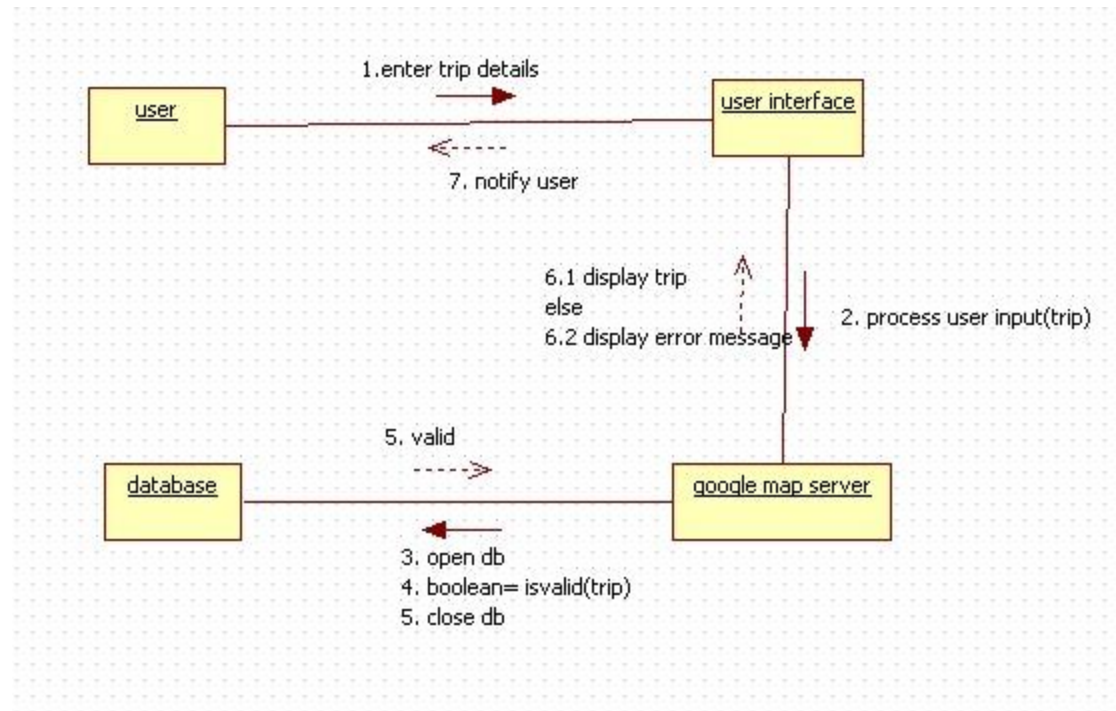 1.enter trip details
user
user interface
7. notify user
6.1 display trip
else
6.2 display error message
2. process user input(trip)
5. valid
database
google map server
3. open db
4. boolean= isvalid(trip)
5. close db